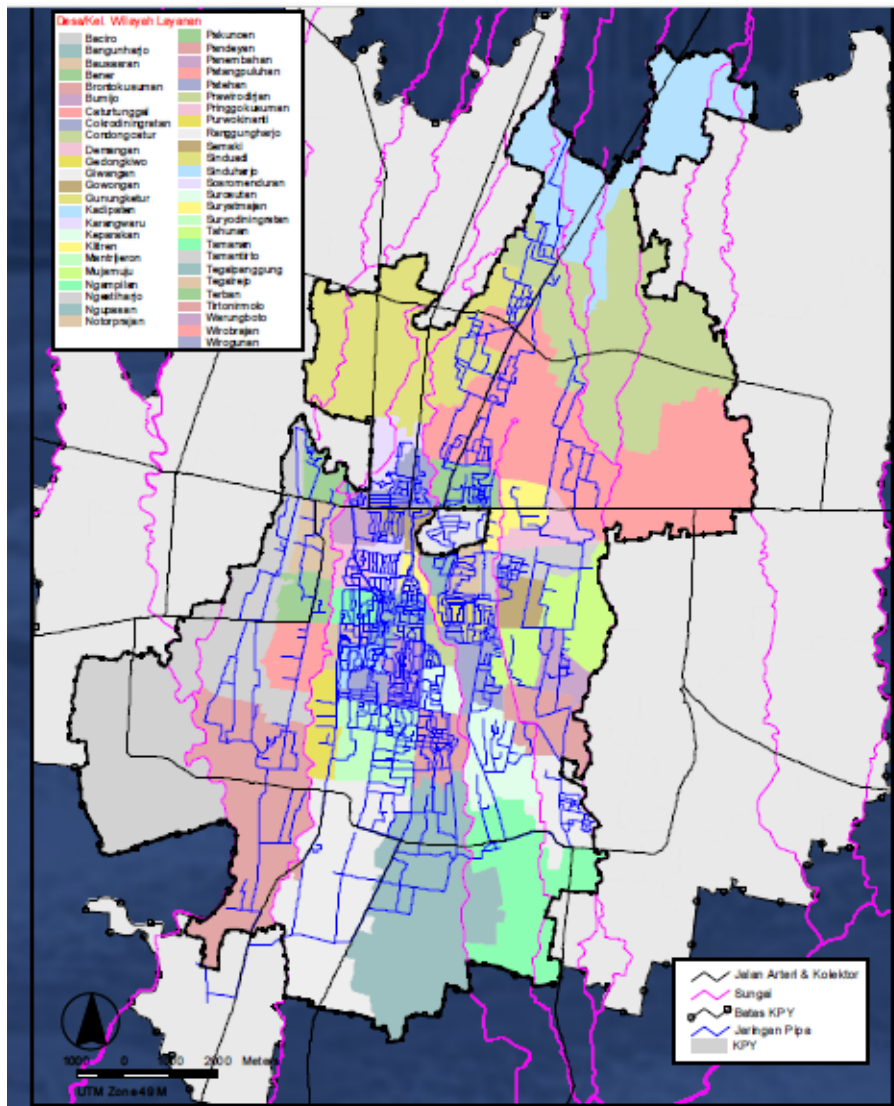 Desa/Kel. Wilayah Layanan
Baciro
Bangunharjo
Bausasran
Bener
Brontokusuman
Bumijo
Caturtunggal
Cokrodiningratan
Condongcatur
Demangan
Gedongkiwo
Giwangan
Gowongan
Gunungketur
Kadipaten
Karangwaru
Keparakan
Klitren
Mantrijeron
Mujamuju
Ngampilan
Ngestiharjo
Ngupasan
Notorprajan
Pakuncen
Pandeyan
Panembahan
Patangpuluhan
Patehan
Prawirodirjan
Pringgokusuman
Purwokinanti
Ranggungharjo
Semaki
Sinduadi
Sinduharjo
Sosromenduran
Sorosutan
Suryatmajan
Suryodiningratan
Tahunan
Tamanan
Tamantirto
Tegalpanggung
Tegalrejo
Terban
Tirtonirmolo
Warungboto
Wirobrajan
Wirogunan
Jalan Arteri & Kolektor
Sungai
Batas KPY
Jaringan Pipa
KPY
1000 0 1000 2000 Meters
UTM Zone 49 M